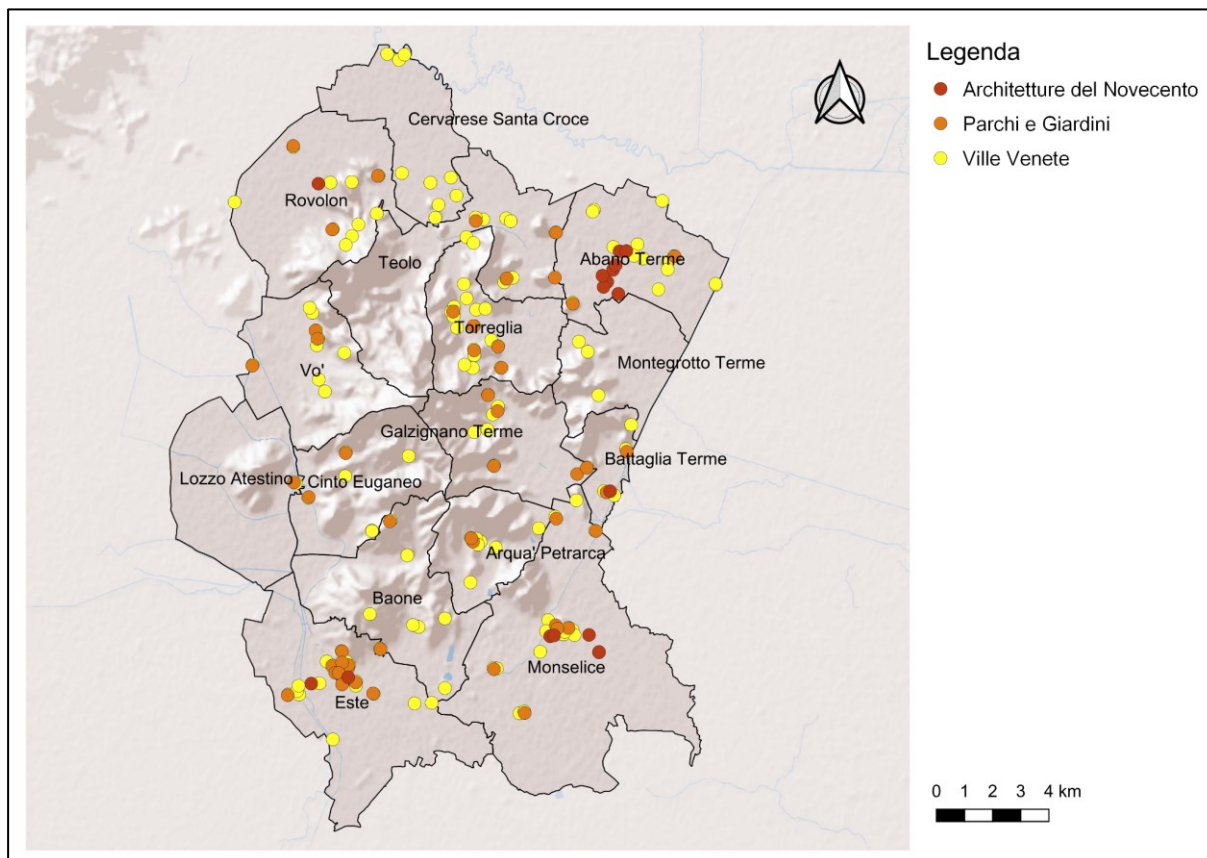 Legenda
Architetture del Novecento
Parchi e Giardini
Ville Venete
Cervarese Santa Croce
Rovolon
Teolo
Abano Terme
Torreglia
Montegrotto Terme
Vo'
Galzignano Terme
Battaglia Terme
Lozzo Atestino
Cinto Euganeo
Arqua' Petrarca
Baone
Monselice
Este
0 1 2 3 4 km